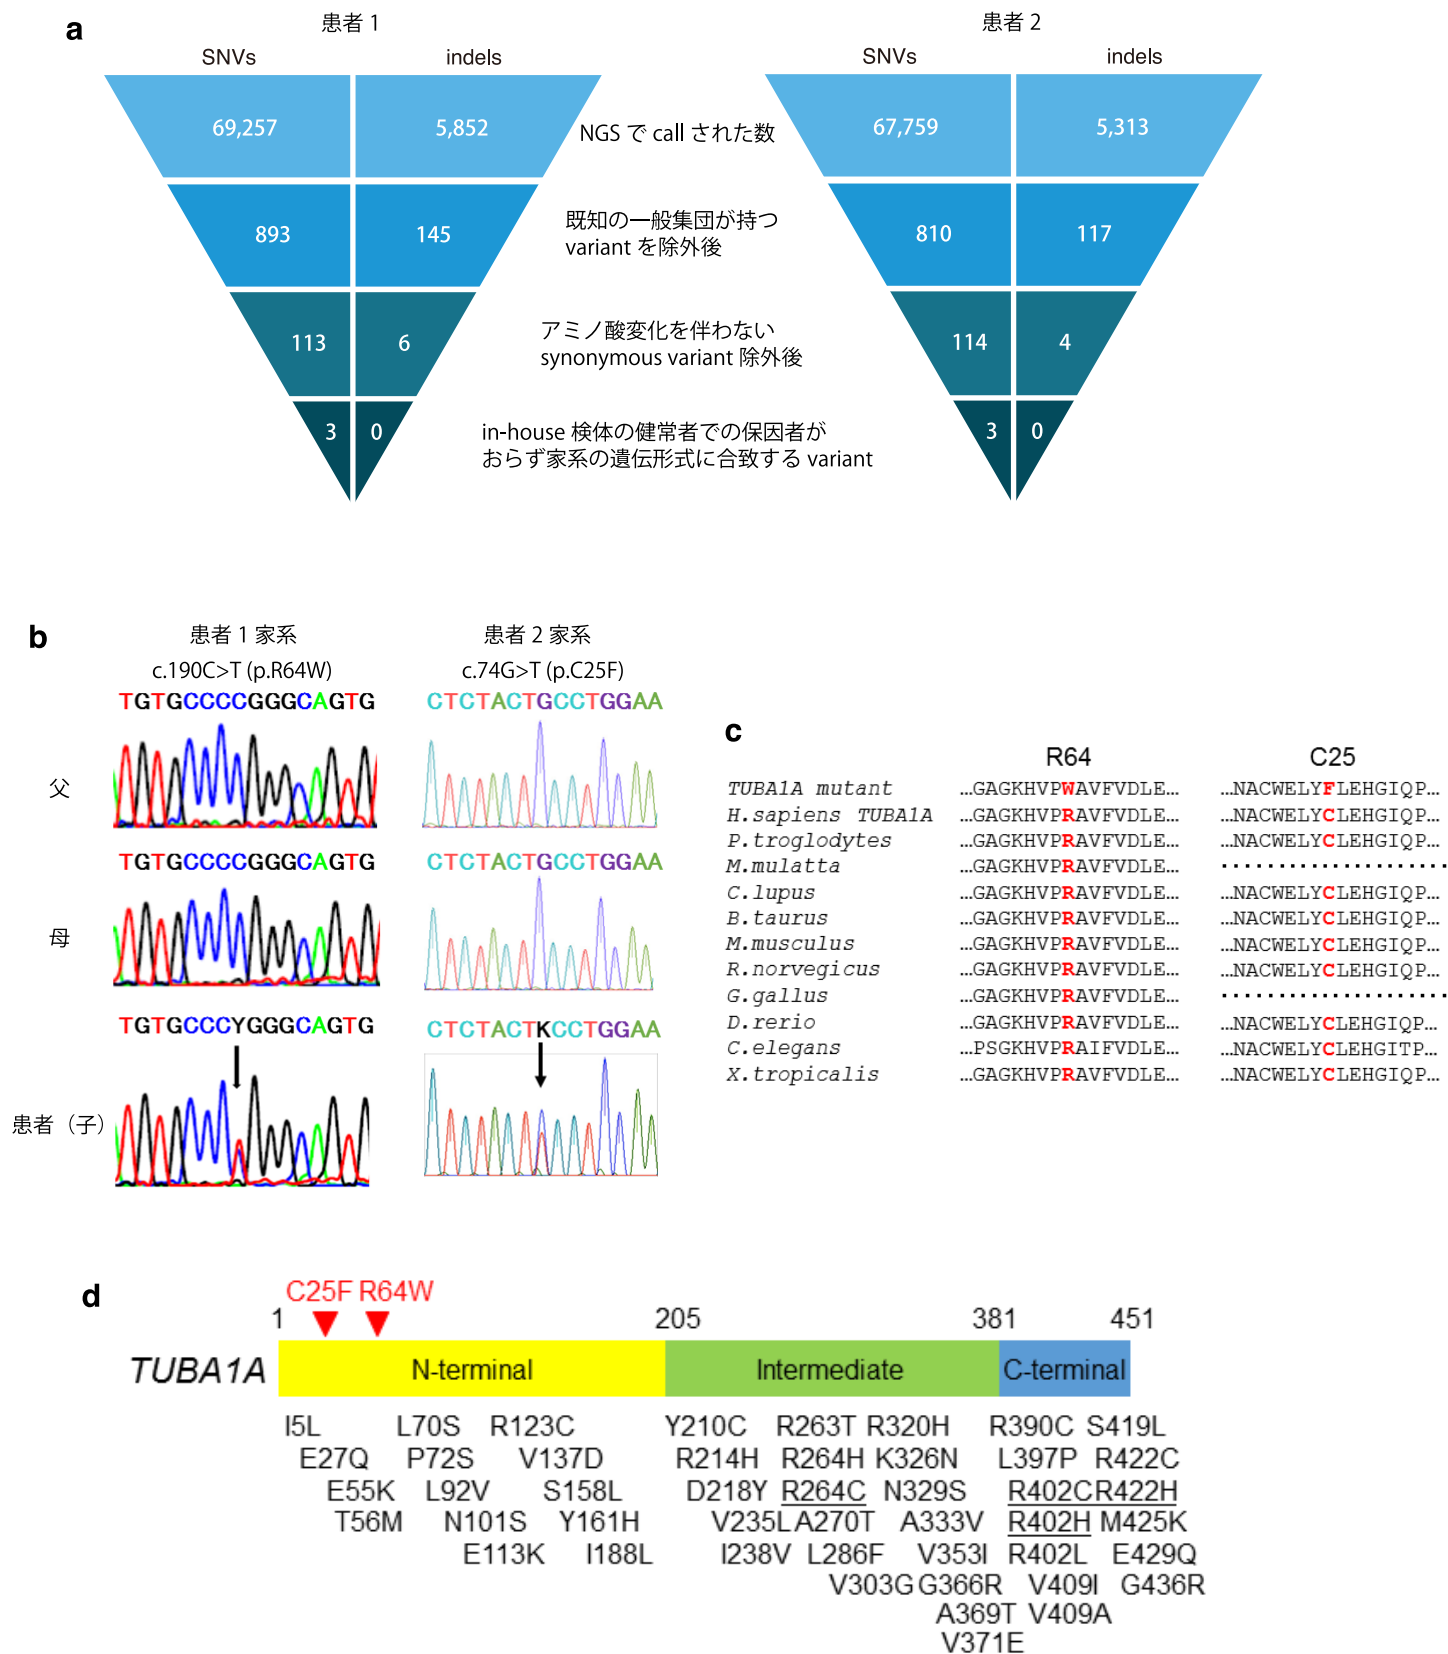 a
患者 1
患者 2
SNVs
indels
SNVs
indels
69,257
5,852
NGS で call された数
67,759
5,313
893
145
既知の一般集団が持つ
variant を除外後
810
117
113
6
アミノ酸変化を伴わない
synonymous variant 除外後
114
4
3
0
in-house 検体の健常者での保因者が
おらず家系の遺伝形式に合致する variant
3
0
b
患者 1 家系
患者 2 家系
c.190C>T (p.R64W)
c.74G>T (p.C25F)
TGTGCCCCGGGCAGTG
CTCTACTGCCTGGAA
父
TGTGCCCCGGGCAGTG
CTCTACTGCCTGGAA
母
TGTGCCCYGGGCAGTG
CTCTACTKCCTGGAA
患者（子）
c
R64
C25
TUBA1A mutant …GAGKHVPWAVFVDLE… …NACWELYFLEHGIQP…
H.sapiens TUBA1A …GAGKHVPRAVFVDLE… …NACWELYCLEHGIQP…
P.troglodytes …GAGKHVPRAVFVDLE… …NACWELYCLEHGIQP…
M.mulatta …GAGKHVPRAVFVDLE… ....................
C.lupus …GAGKHVPRAVFVDLE… …NACWELYCLEHGIQP…
B.taurus …GAGKHVPRAVFVDLE… …NACWELYCLEHGIQP…
M.musculus …GAGKHVPRAVFVDLE… …NACWELYCLEHGIQP…
R.norvegicus …GAGKHVPRAVFVDLE… …NACWELYCLEHGIQP…
G.gallus …GAGKHVPRAVFVDLE… ....................
D.rerio …GAGKHVPRAVFVDLE… …NACWELYCLEHGIQP…
C.elegans …PSGKHVPRAIFVDLE… …NACWELYCLEHGITP…
X.tropicalis …GAGKHVPRAVFVDLE… …NACWELYCLEHGIQP…
d
C25F R64W
1
205
381
451
TUBA1A
N-terminal
Intermediate
C-terminal
I5L L70S R123C Y210C R263T R320H R390C S419L
E27Q P72S V137D R214H R264H K326N L397P R422C
E55K L92V S158L D218Y R264C N329S R402C R422H
T56M N101S Y161H V235L A270T A333V R402H M425K
E113K I188L I238V L286F V353I R402L E429Q
V303G G366R V409I G436R
A369T V409A
V371E